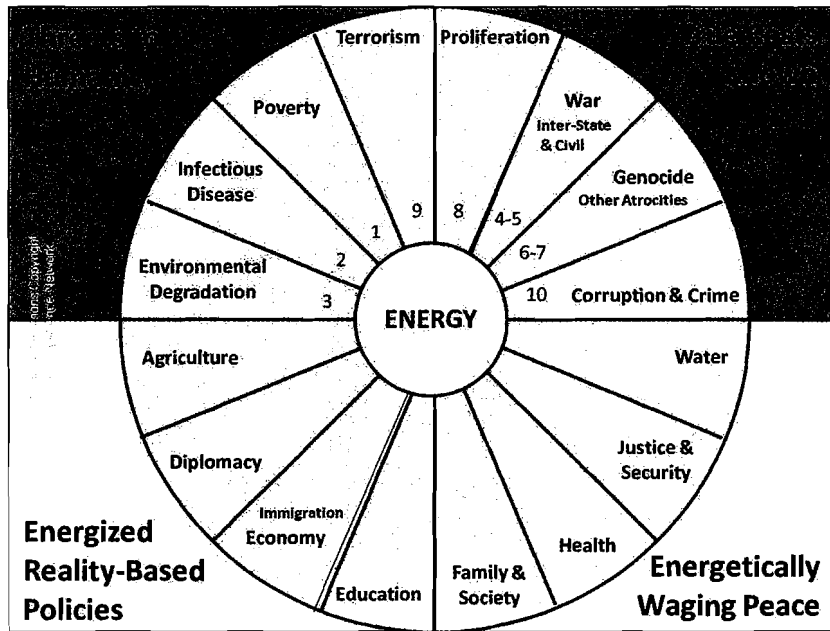 Terrorism
Proliferation
Poverty
War
Inter-State
& Civil
Infectious
Disease
Genocide
Other Atrocities
9
8
4-5
1
6-7
2
Environmental
Degradation
3
10
Corruption & Crime
ENERGY
Agriculture
Water
Diplomacy
Justice &
Security
Immigration
Economy
Health
Education
Family &
Society
Energized
Reality-Based
Policies
Energetically
Waging Peace